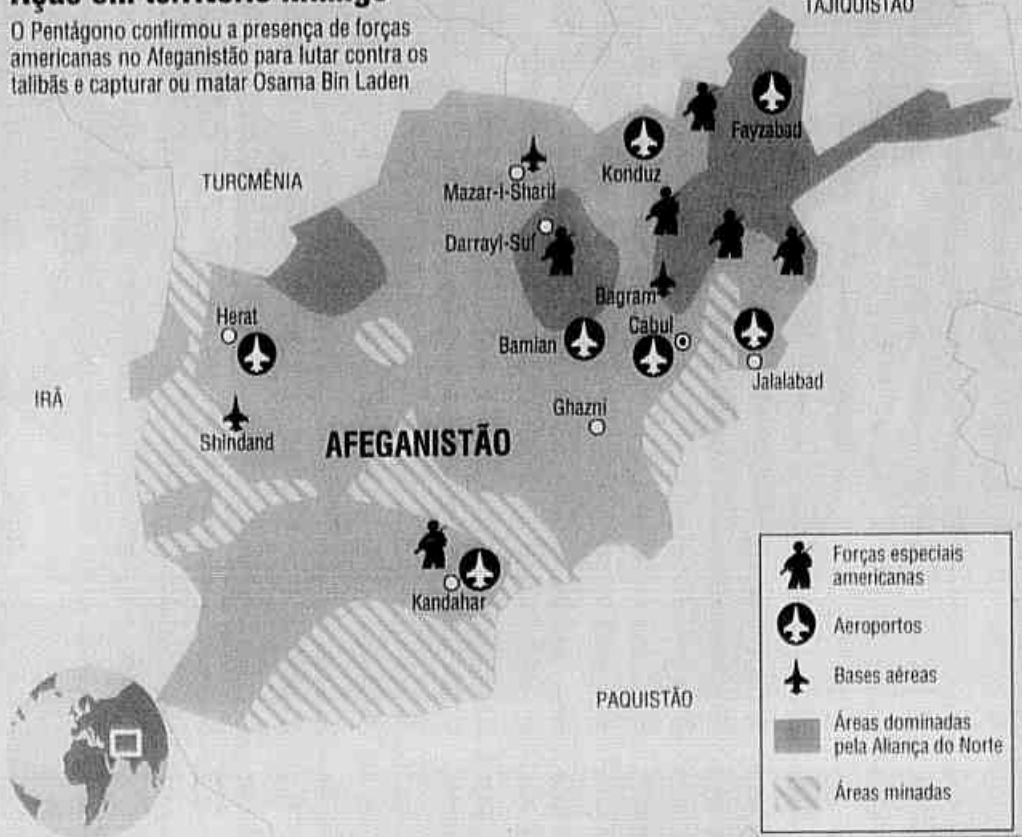 O Pentágono confirmou a presença de forças
americanas no Afeganistão para lutar contra os
talibãs e capturar ou matar Osama Bin Laden
TAJIQUISTÃO
Fayzabad
Konduz
TURCMÊNIA
Mazar-i-Sharif
Darrayi-Suf
Bagram
Herat
Cabul
Bamian
Jalalabad
IRÃ
Ghazni
Shindand
AFEGANISTÃO
Kandahar
PAQUISTÃO
Forças especiais
americanas
Aeroportos
Bases aéreas
Áreas dominadas
pela Aliança do Norte
Áreas minadas